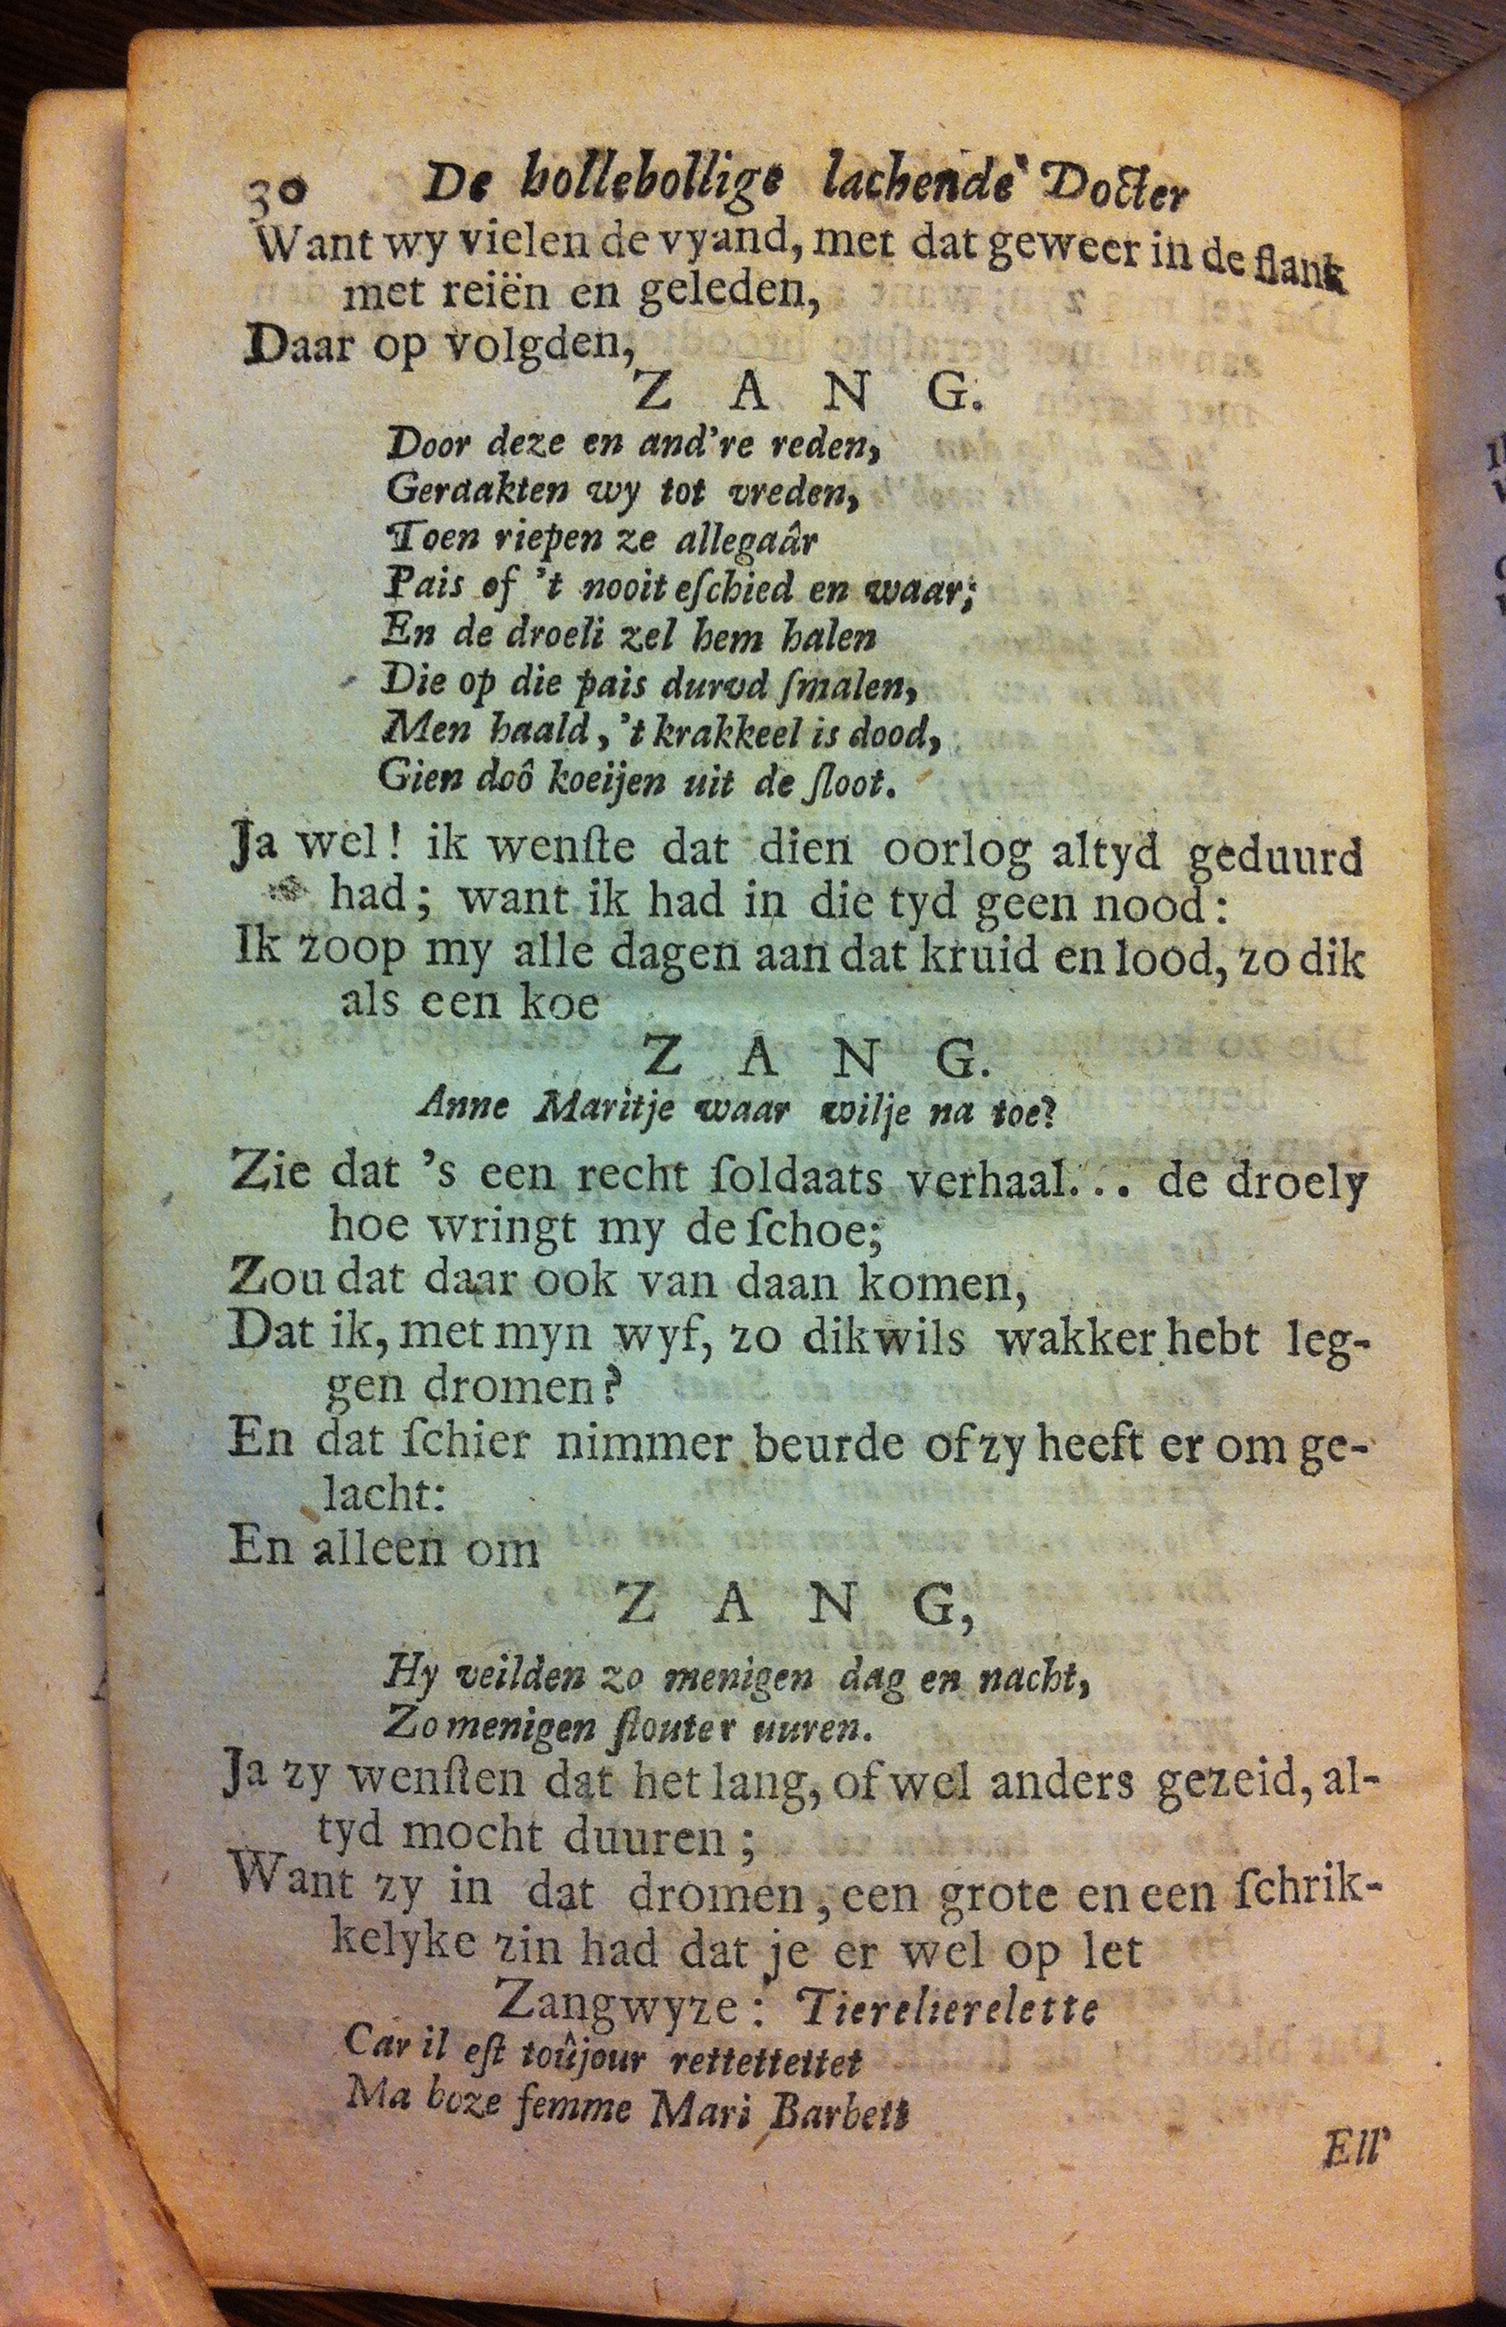 30 De hollebollige lachende Docter
Want wy vielen de vyand, met dat geweer in de flank
met reiën en geleden,
Daar op volgden,
Z A N G.
Door deze en and're reden,
Geraakten wy tot vreden,
Toen riepen ze allegaâr
Pais of 't nooit eſchied en waar;
En de droeli zel hem halen
Die op die pais durvd ſmalen,
Men haald, 't krakkeel is dood,
Gien doô koeijen uit de ſloot.
Ja wel! ik wenſte dat dien oorlog altyd geduurd
had; want ik had in die tyd geen nood:
Ik zoop my alle dagen aan dat kruid en lood, zo dik
als een koe
Z A N G.
Anne Maritje waar wilje na toe?
Zie dat 's een recht ſoldaats verhaal... de droely
hoe wringt my de ſchoe;
Zou dat daar ook van daan komen,
Dat ik, met myn wyf, zo dikwils wakker hebt leg-
gen dromen?
En dat ſchier nimmer beurde of zy heeft er om ge-
lacht:
En alleen om
Z A N G,
Hy veilden zo menigen dag en nacht,
Zo menigen ſtouter uuren.
Ja zy wenſten dat het lang, of wel anders gezeid, al-
tyd mocht duuren;
Want zy in dat dromen, een grote en een ſchrik-
kelyke zin had dat je er wel op let
Zangwyze: Tierelierelette
Car il eſt toûjour rettettettet
Ma boze femme Mari Barbett
Ell'